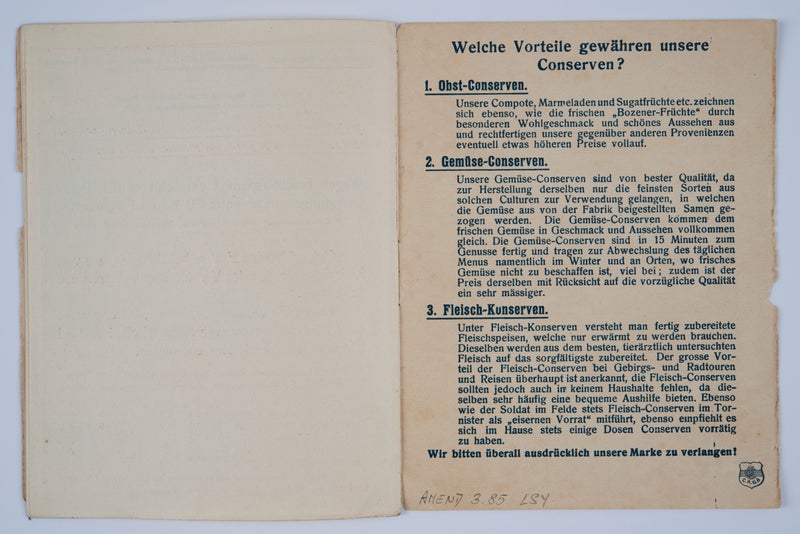 Welche Vorteile gewähren unsere
Conserven?
1. Obst-Conserven.
Unsere Compote, Marmeladen und Sugatfrüchte etc. zeichnen
sich ebenso, wie die frischen „Bozener-Früchte“ durch
besonderen Wohlgeschmack und schönes Aussehen aus
und rechtfertigen unsere gegenüber anderen Provenienzen
eventuell etwas höheren Preise vollauf.
2. Gemüse-Conserven.
Unsere Gemüse-Conserven sind von bester Qualität, da
zur Herstellung derselben nur die feinsten Sorten aus
solchen Culturen zur Verwendung gelangen, in welchen
die Gemüse aus von der Fabrik beigestellten Samen ge-
zogen werden. Die Gemüse-Conserven kommen dem
frischen Gemüse in Geschmack und Aussehen vollkommen
gleich. Die Gemüse-Conserven sind in 15 Minuten zum
Genusse fertig und tragen zur Abwechslung des täglichen
Menus namentlich im Winter und an Orten, wo frisches
Gemüse nicht zu beschaffen ist, viel bei; zudem ist der
Preis derselben mit Rücksicht auf die vorzügliche Qualität
ein sehr mässiger.
3. Fleisch-Kunserven.
Unter Fleisch-Konserven versteht man fertig zubereitete
Fleischspeisen, welche nur erwärmt zu werden brauchen.
Dieselben werden aus dem besten, tierärztlich untersuchten
Fleisch auf das sorgfältigste zubereitet. Der grosse Vor-
teil der Fleisch-Conserven bei Gebirgs- und Radtouren
und Reisen überhaupt ist anerkannt, die Fleisch-Conserven
sollten jedoch auch in keinem Haushalte fehlen, da die-
selben sehr häufig eine bequeme Aushilfe bieten. Ebenso
wie der Soldat im Felde stets Fleisch-Conserven im Tor-
nister als „eisernen Vorrat“ mitführt, ebenso empfiehlt es
sich im Hause stets einige Dosen Conserven vorrätig
zu haben.
Wir bitten überall ausdrücklich unsere Marke zu verlangen!
C.A.G.B
AMEND 3.85 LSY